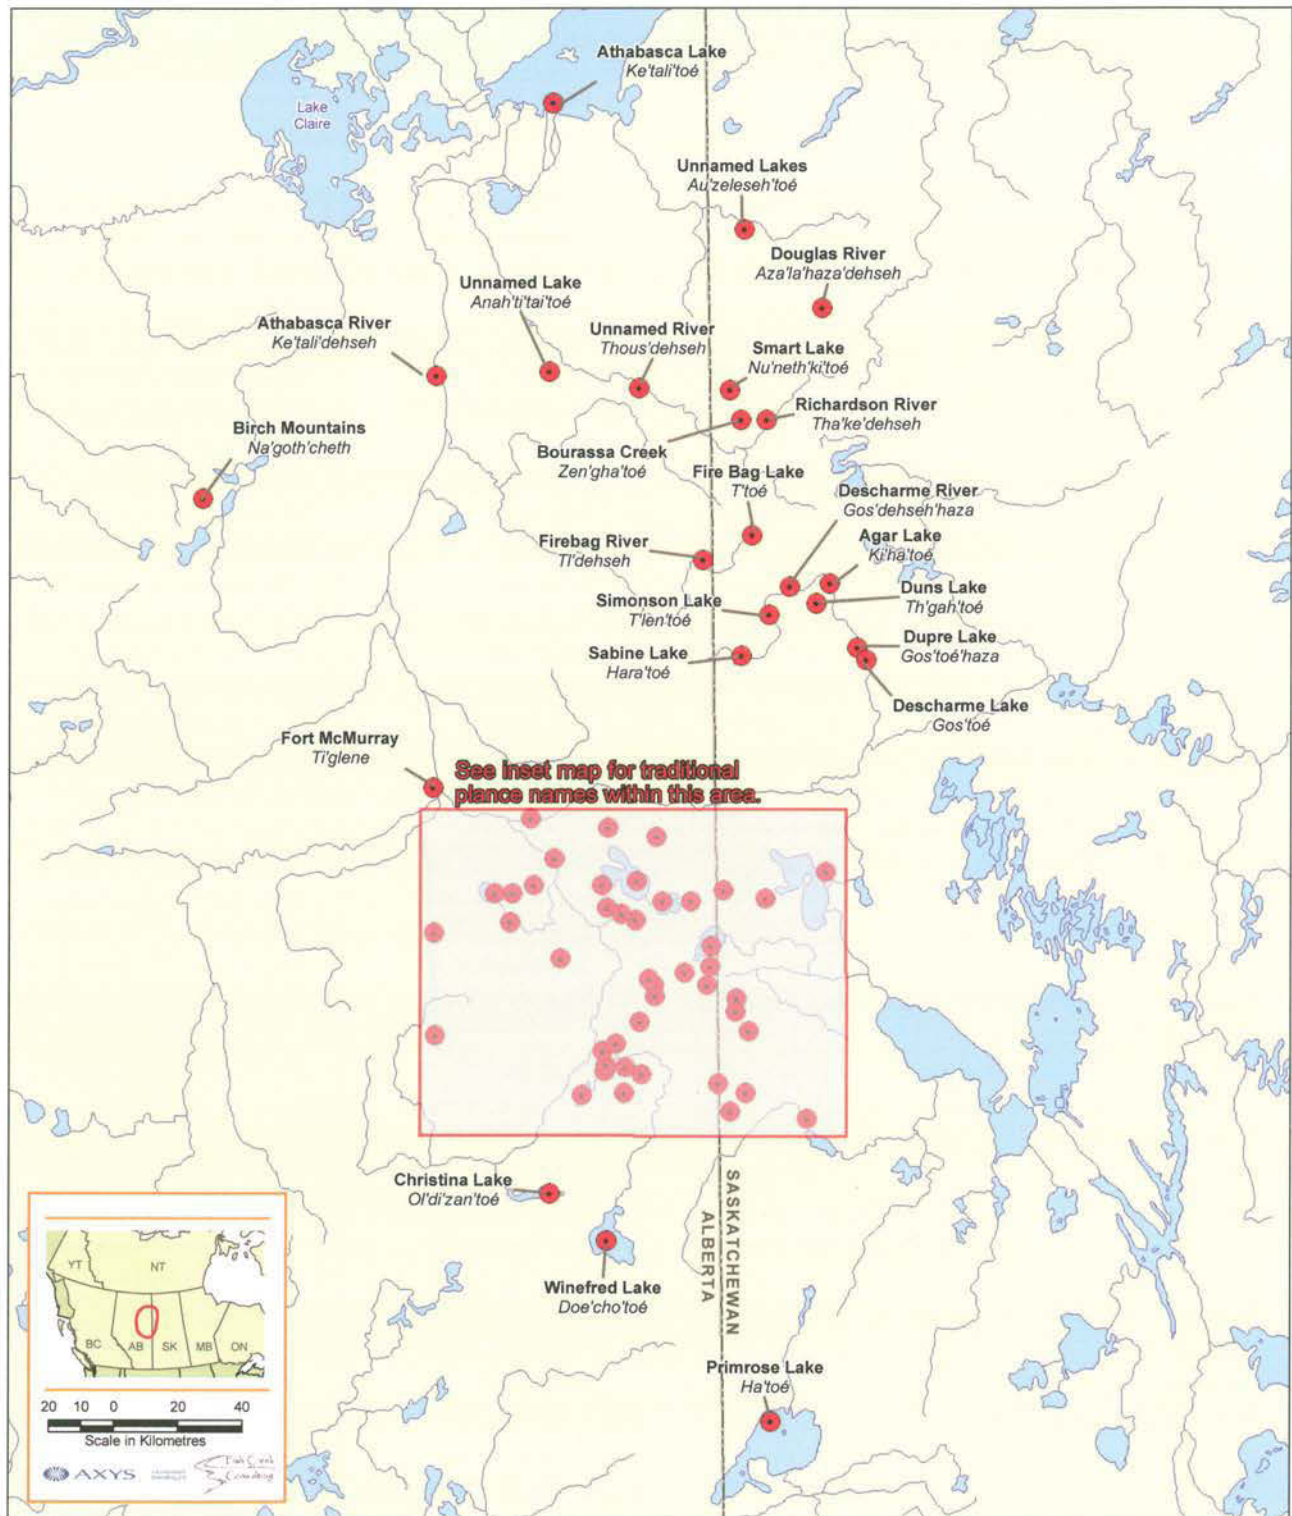 Athabasca Lake
Ke'tali'toé
Lake
Claire
Unnamed Lakes
Au'zeleseh'toé
Douglas River
Aza'la'haza'dehseh
Unnamed Lake
Anah'ti'tai'toé
Athabasca River
Ke'tali'dehseh
Unnamed River
Thous'dehseh
Smart Lake
Nu'neth'ki'toé
Richardson River
Tha'ke'dehseh
Birch Mountains
Na'goth'cheth
Bourassa Creek
Zen'gha'toé
Fire Bag Lake
T'toé
Descharme River
Gos'dehseh'haza
Firebag River
Tl'dehseh
Agar Lake
Ki'ha'toé
Duns Lake
Th'gah'toé
Simonson Lake
T'len'toé
Dupre Lake
Gos'toé'haza
Sabine Lake
Hara'toé
Descharme Lake
Gos'toé
Fort McMurray
Ti'glene
See inset map for traditional
plance names within this area.
Christina Lake
Ol'di'zan'toé
SASKATCHEWAN
ALBERTA
Winefred Lake
Doe'cho'toé
Primrose Lake
Ha'toé
YT
NT
BC
AB
SK
MB
ON
20 10 0 20 40
Scale in Kilometres
AXYS